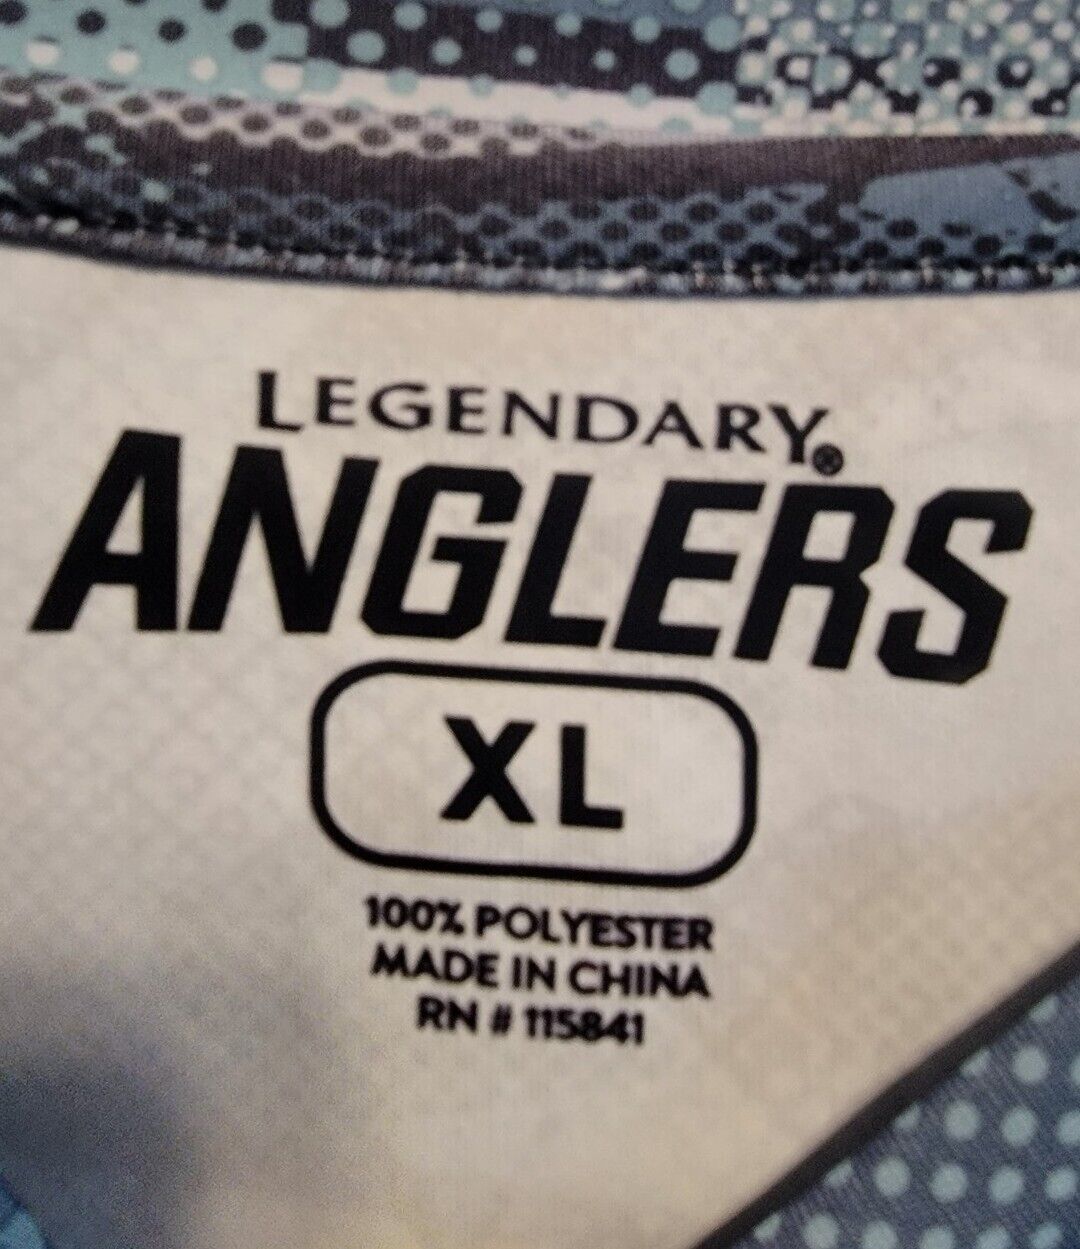 LEGENDARY®
ANGLERS
XL
100% POLYESTER
MADE IN CHINA
RN # 115841